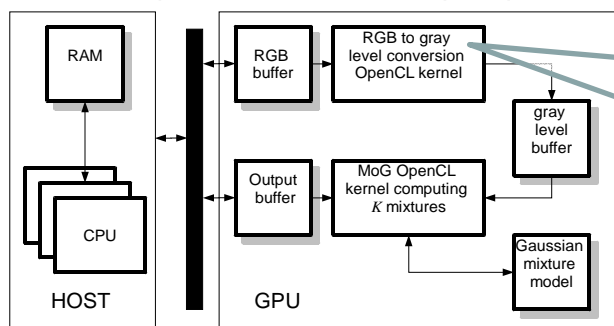 RAM
CPU
HOST
RGB
buffer
RGB to gray
level conversion
OpenCL kernel
gray
level
buffer
Output
buffer
MoG OpenCL
kernel computing
K mixtures
Gaussian
mixture
model
GPU